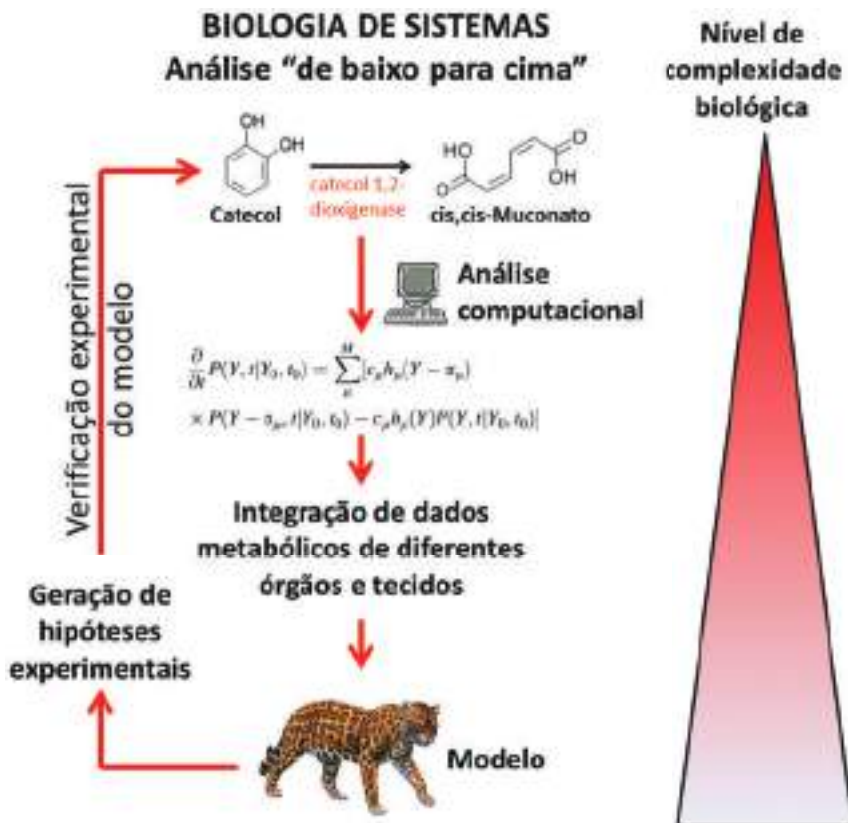 BIOLOGIA DE SISTEMAS
Análise “de baixo para cima”
Nível de
complexidade
biológica
OH
OH
Catecol
catecol 1,2-
dioxigenase
HO
O
O
OH
cis,cis-Muconato
Análise
computacional
Verificação experimental
do modelo
Integração de dados
metabólicos de diferentes
órgãos e tecidos
Geração de
hipóteses
experimentais
Modelo